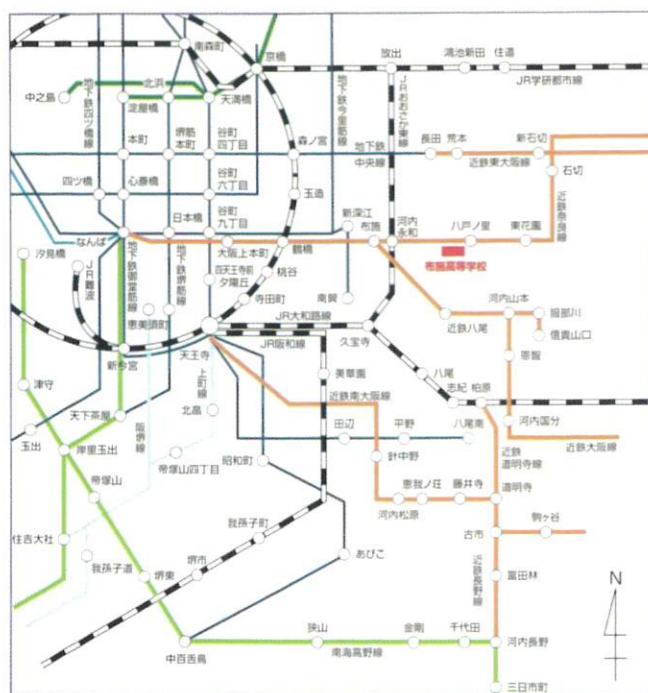 南森町
京橋
放出
鴻池新田
住道
JR学研都市線
中之島
北浜
淀屋橋
天満橋
地下鉄四ツ橋線
地下鉄今里筋線
JRおおさか東線
本町
堺筋
本町
谷町
四丁目
森ノ宮
地下鉄
中央線
長田
荒本
新石切
近鉄東大阪線
石切
四ツ橋
心斎橋
谷町
六丁目
玉造
近鉄奈良線
なんば
日本橋
谷町
九丁目
新深江
布施
河内
永和
八戸ノ里
東花園
汐見橋
大阪上本町
鶴橋
布施高等学校
JR難波
地下鉄御堂筋線
地下鉄堺筋線
四天王寺前
夕陽丘
桃谷
寺田町
南巽
恵美須町
JR大和路線
久宝寺
近鉄八尾
河内山本
服部川
信貴山口
新今宮
天王寺
JR阪和線
恩智
津守
上町線
美章園
八尾
志紀
柏原
近鉄南大阪線
天下茶屋
阪堺線
北畠
田辺
平野
八尾南
河内国分
玉出
岸里玉出
近鉄大阪線
帝塚山四丁目
昭和町
針中野
近鉄
道明寺線
帝塚山
恵我ノ荘
藤井寺
道明寺
河内松原
住吉大社
我孫子町
古市
駒ヶ谷
我孫子道
堺東
堺市
あびこ
近鉄長野線
富田林
N
中百舌鳥
狭山
南海高野線
金剛
千代田
河内長野
三日市町